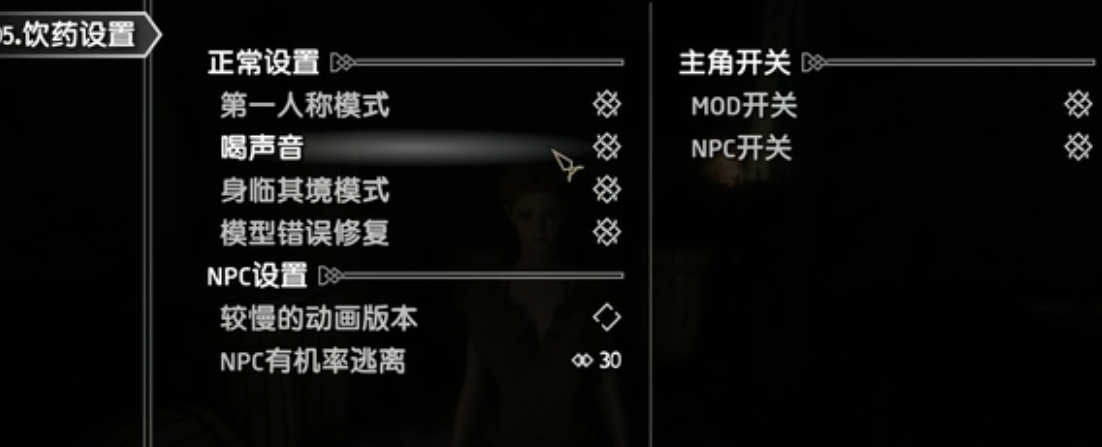 05.饮药设置
正常设置
第一人称模式
喝声音
身临其境模式
模型错误修复
NPC设置
较慢的动画版本
NPC有机率逃离 30
主角开关
MOD开关
NPC开关